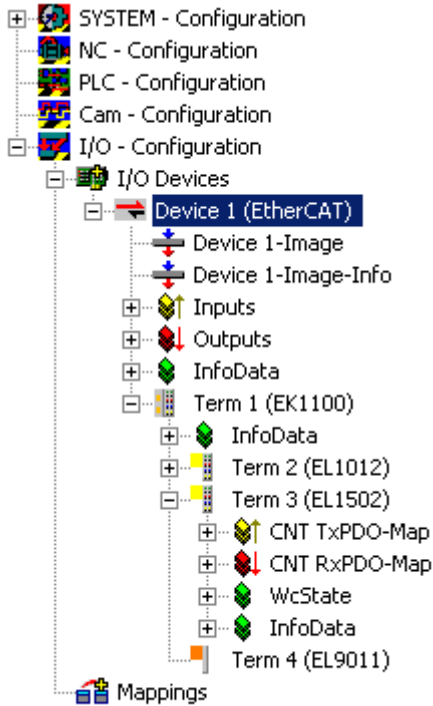 SYSTEM - Configuration
NC - Configuration
PLC - Configuration
Cam - Configuration
I/O - Configuration
I/O Devices
Device 1 (EtherCAT)
Device 1-Image
Device 1-Image-Info
Inputs
Outputs
InfoData
Term 1 (EK1100)
InfoData
Term 2 (EL1012)
Term 3 (EL1502)
CNT TxPDO-Map
CNT RxPDO-Map
WcState
InfoData
Term 4 (EL9011)
Mappings